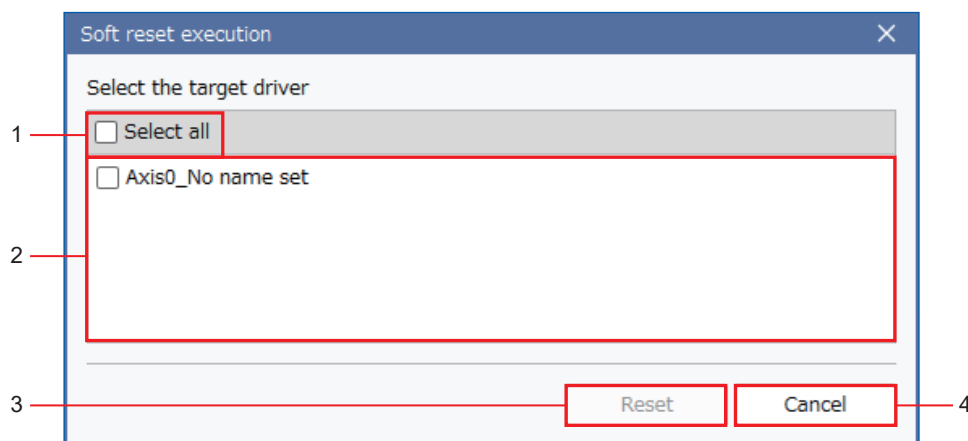 Soft reset execution
Select the target driver
1
Select all
Axis0_No name set
2
3
Reset
Cancel
4